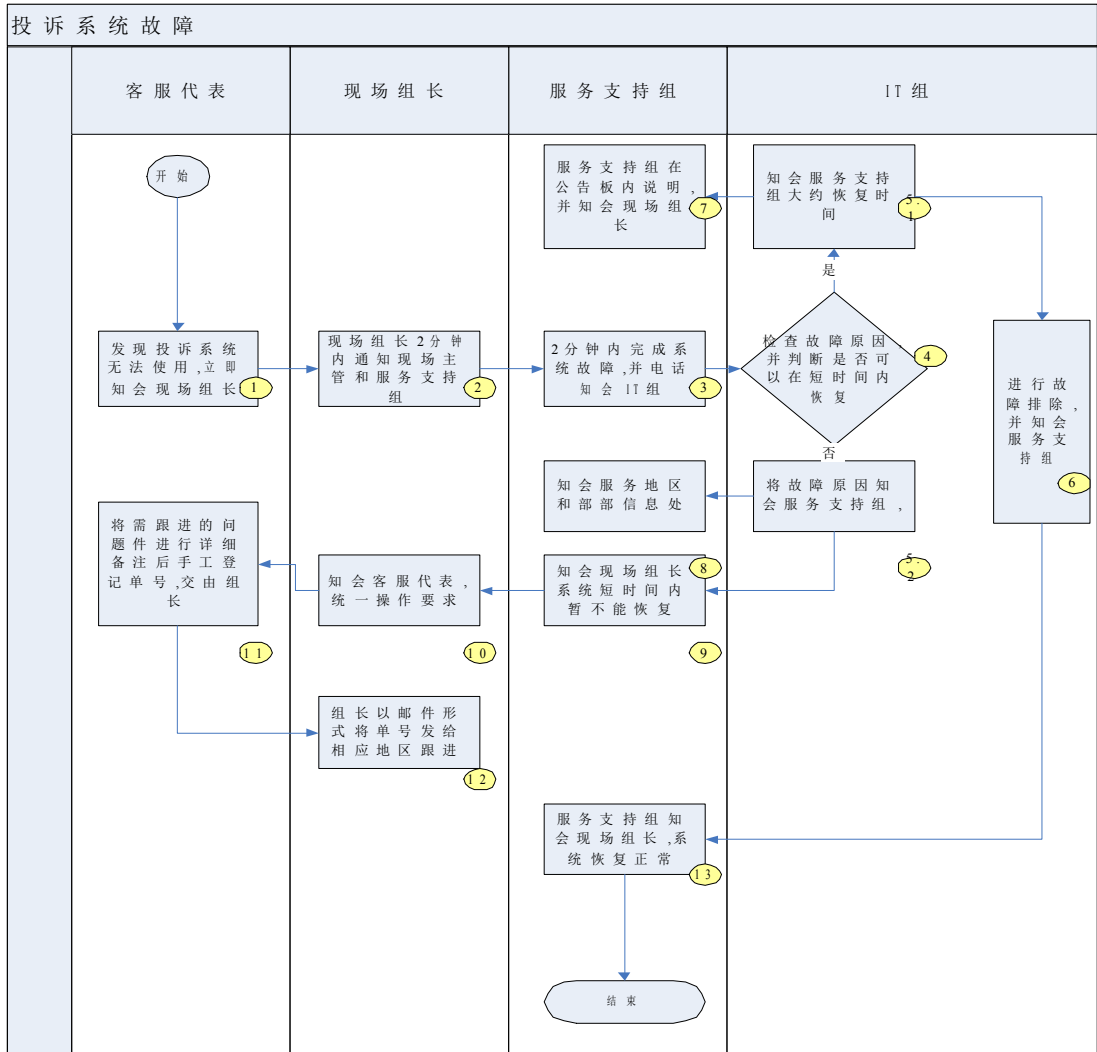 投诉系统故障
客服代表
现场组长
服务支持组
IT组
开始
服务支持组在
公告板内说明,
并知会现场组
长
7
知会服务支持
组大约恢复时
间
5.1
是
发现投诉系统
无法使用,立即
知会现场组长
1
现场组长2分钟
内通知现场主
管和服务支持
组
2
2分钟内完成系
统故障,并电话
知会IT组
3
检查故障原因,
并判断是否可
以在短时间内
恢复
4
进行故
障排除,
并知会
服务支
持组
6
否
知会服务地区
和部部信息处
8
将故障原因知
会服务支持组,
5.2
将需跟进的问
题件进行详细
备注后手工登
记单号,交由组
长
11
知会客服代表,
统一操作要求
10
知会现场组长
系统短时间内
暂不能恢复
9
组长以邮件形
式将单号发给
相应地区跟进
12
服务支持组知
会现场组长,系
统恢复正常
13
结束